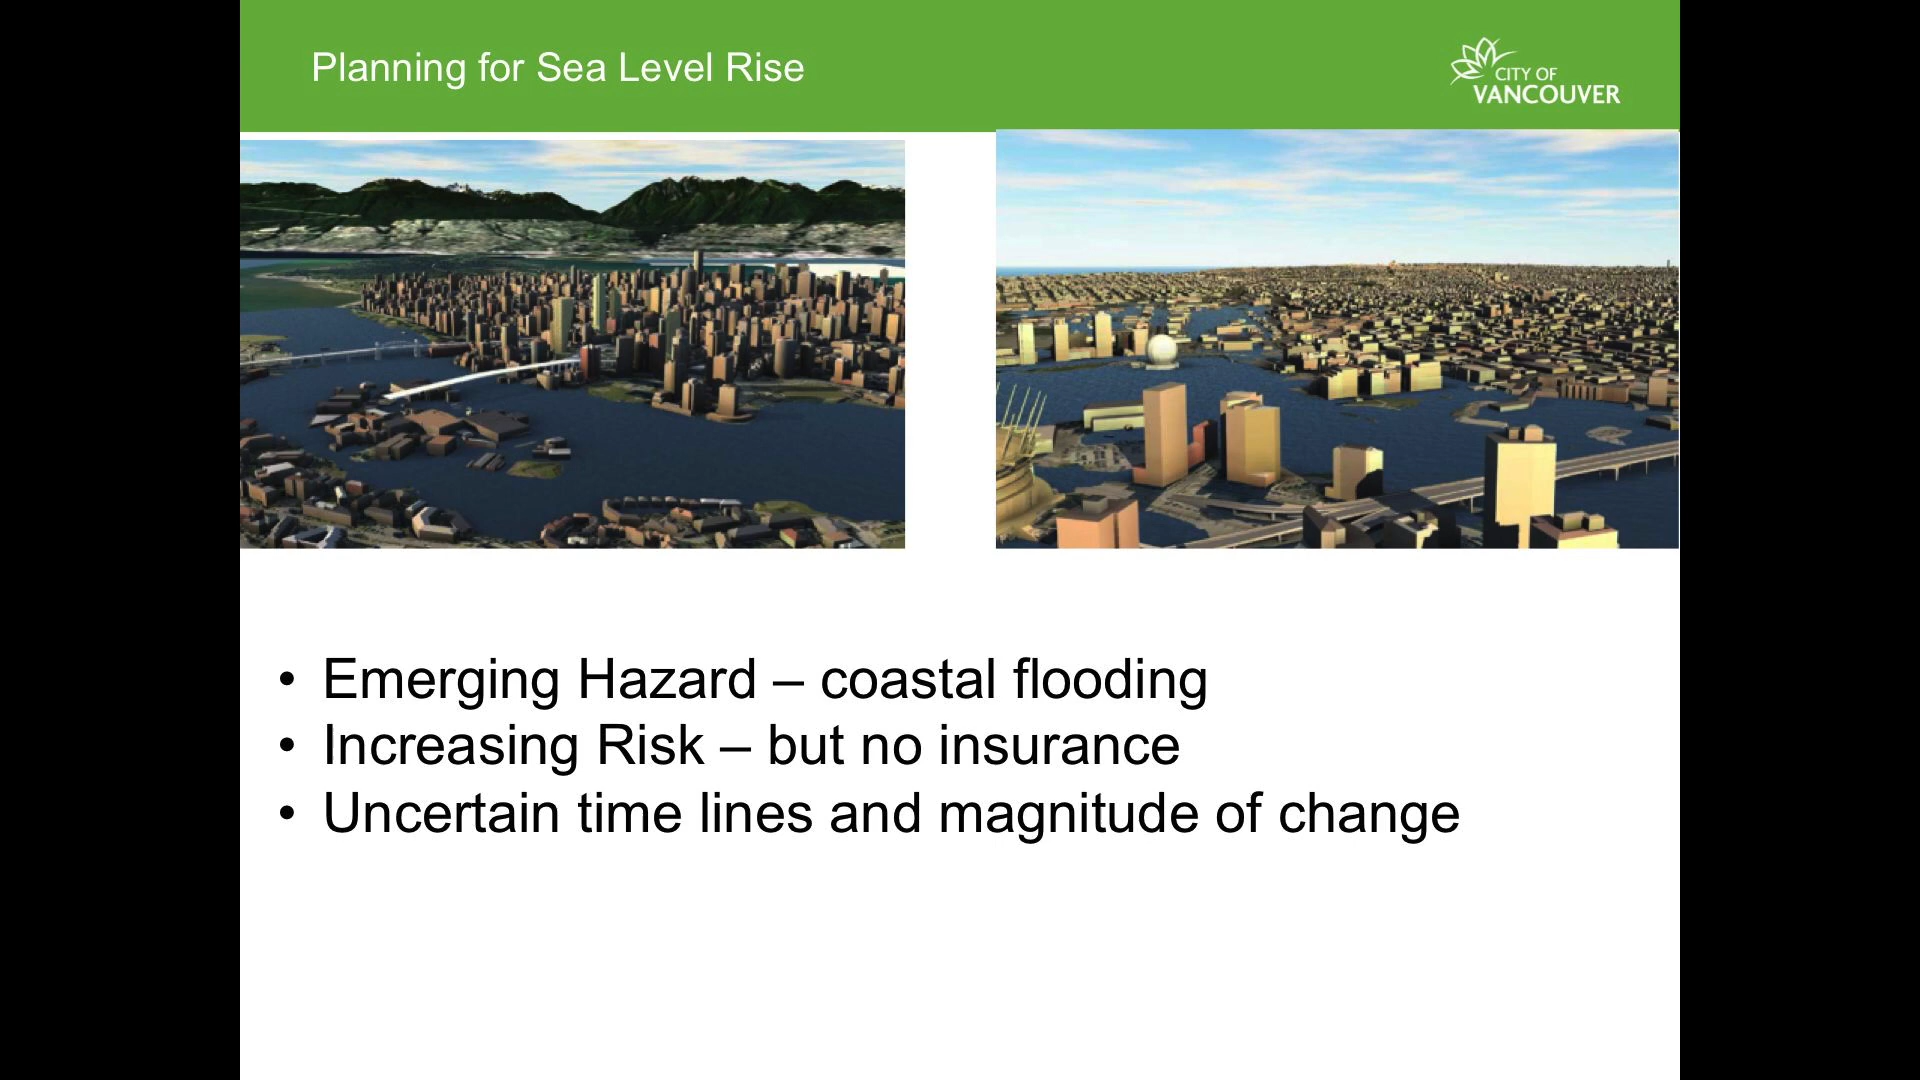 Planning for Sea Level Rise
CITY OF
VANCOUVER
• Emerging Hazard – coastal flooding
• Increasing Risk – but no insurance
• Uncertain time lines and magnitude of change